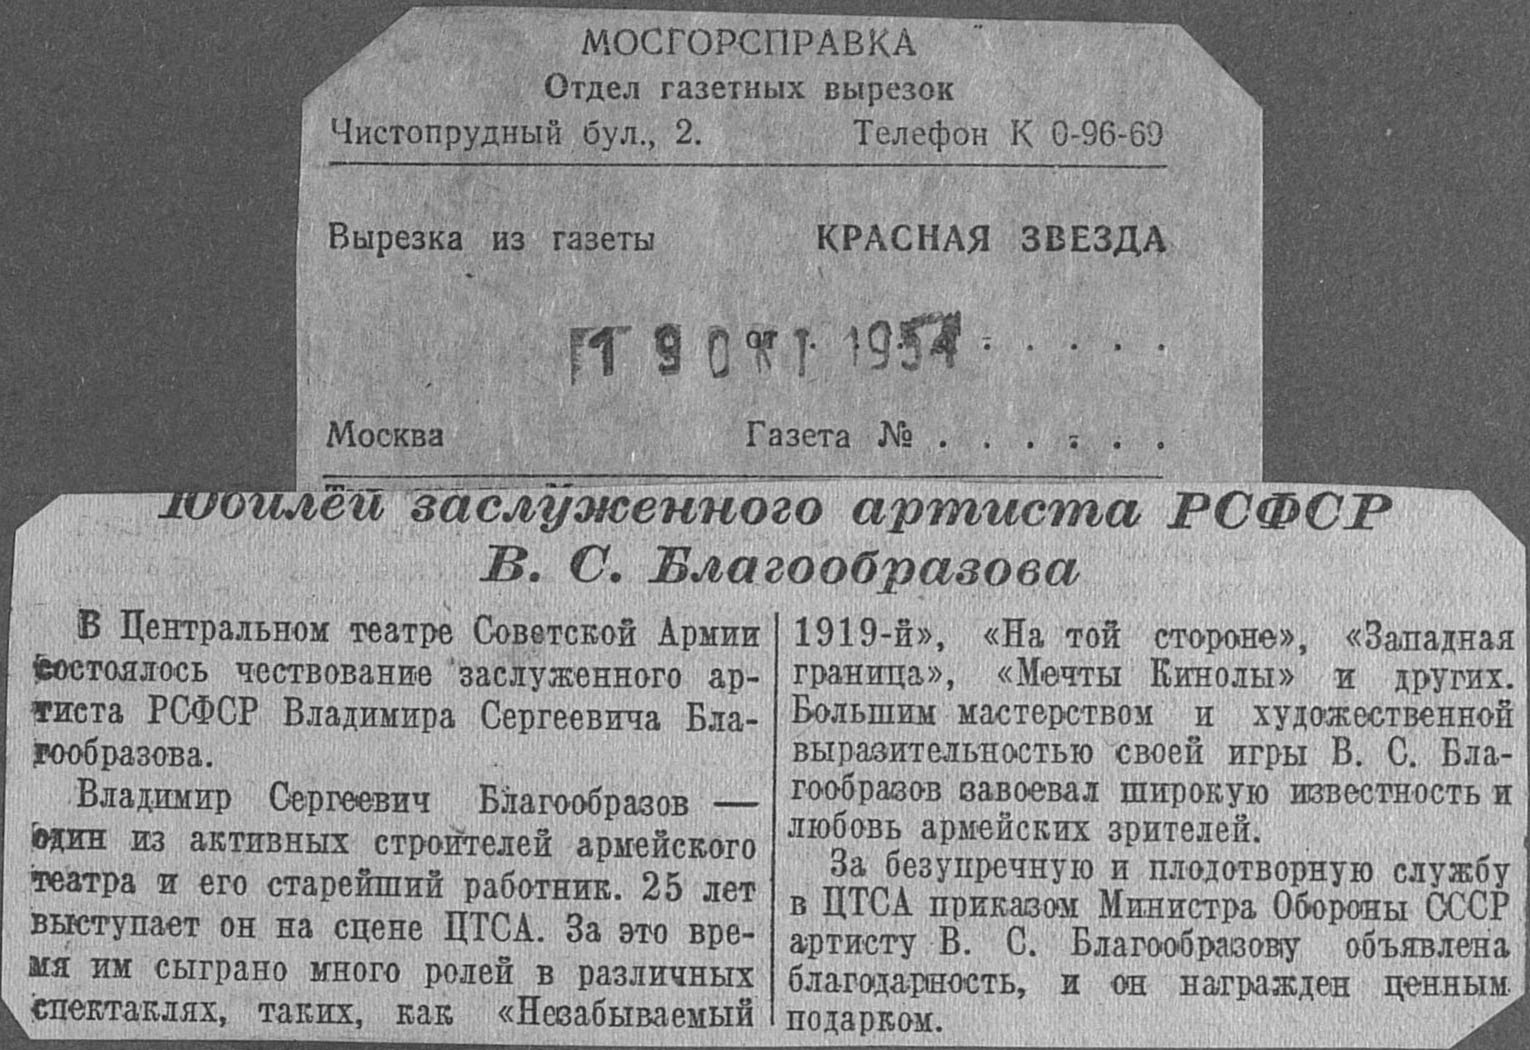 МОСГОРСПРАВКА
Отдел газетных вырезок
Чистопрудный бул., 2. Телефон К 0-96-69
Вырезка из газеты КРАСНАЯ ЗВЕЗДА
от
19 ОКТ 1954 . . . . .
Москва Газета № . . . . . .
Юбилей заслуженного артиста РСФСР
В. С. Благообразова
В Центральном театре Советской Армии
состоялось чествование заслуженного ар-
тиста РСФСР Владимира Сергеевича Бла-
гообразова.
Владимир Сергеевич Благообразов —
один из активных строителей армейского
театра и его старейший работник. 25 лет
выступает он на сцене ЦТСА. За это вре-
мя им сыграно много ролей в различных
спектаклях, таких, как «Незабываемый
1919-й», «На той стороне», «Западная
граница», «Мечты Кинолы» и других.
Большим мастерством и художественной
выразительностью своей игры В. С. Бла-
гообразов завоевал широкую известность и
любовь армейских зрителей.
За безупречную и плодотворную службу
в ЦТСА приказом Министра Обороны СССР
артисту В. С. Благообразову объявлена
благодарность, и он награжден ценным
подарком.